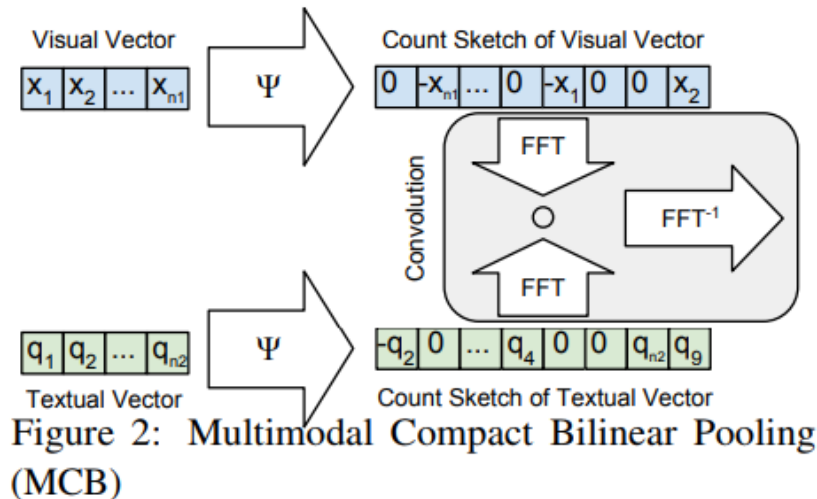 Visual Vector
Count Sketch of Visual Vector
x1 x2 ... xn1
Ψ
0 -xn1 ... 0 -x1 0 0 x2
FFT
Convolution
FFT-1
FFT
q1 q2 ... qn2
Ψ
-q2 0 ... q4 0 0 qn2 q9
Textual Vector
Count Sketch of Textual Vector
Figure 2: Multimodal Compact Bilinear Pooling
(MCB)